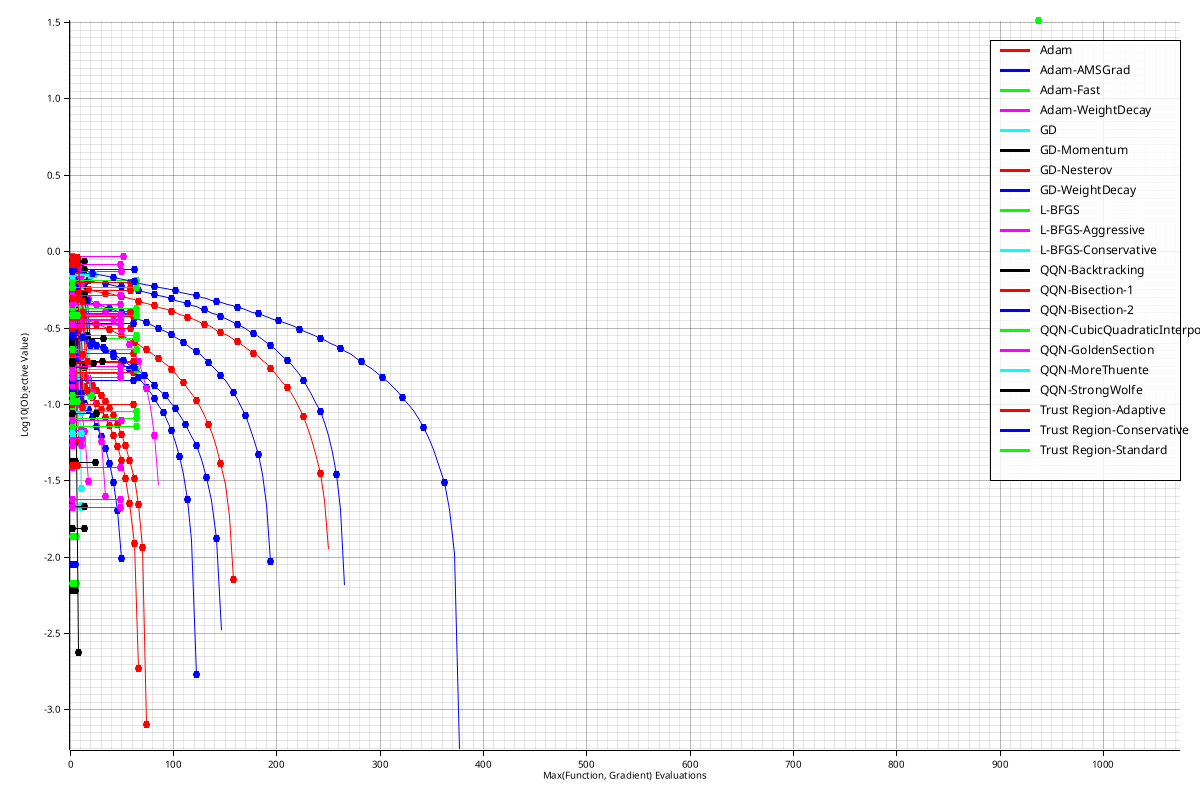 1.5
1.0
0.5
0.0
-0.5
-1.0
-1.5
-2.0
-2.5
-3.0
Log10(Objective Value)
0 100 200 300 400 500 600 700 800 900 1000
Max(Function, Gradient) Evaluations
Adam
Adam-AMSGrad
Adam-Fast
Adam-WeightDecay
GD
GD-Momentum
GD-Nesterov
GD-WeightDecay
L-BFGS
L-BFGS-Aggressive
L-BFGS-Conservative
QQN-Backtracking
QQN-Bisection-1
QQN-Bisection-2
QQN-CubicQuadraticInterpo
QQN-GoldenSection
QQN-MoreThuente
QQN-StrongWolfe
Trust Region-Adaptive
Trust Region-Conservative
Trust Region-Standard